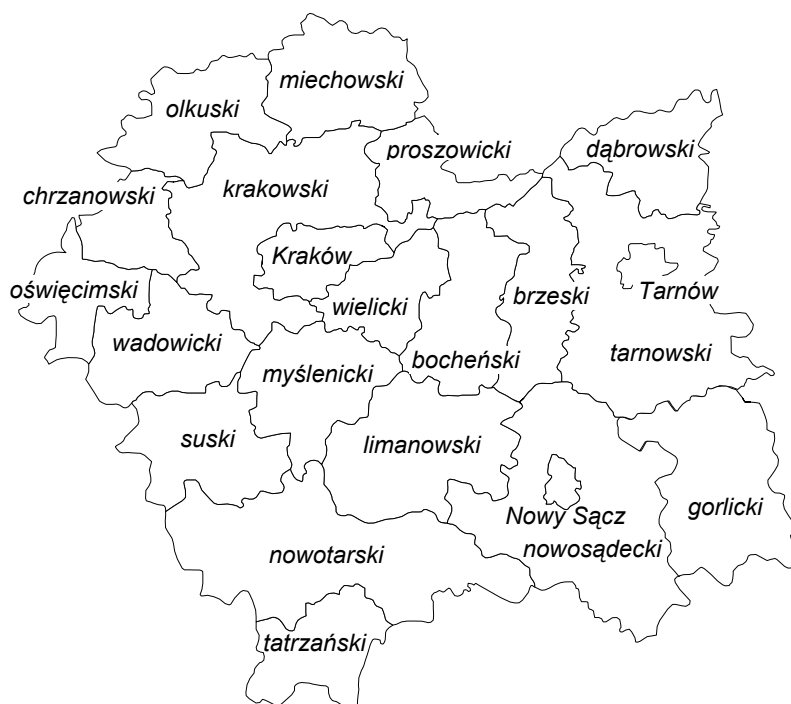 miechowski
olkuski
proszowicki
dąbrowski
chrzanowski
krakowski
Kraków
oświęcimski
Tarnów
brzeski
wielicki
wadowicki
tarnowski
bocheński
myślenicki
suski
limanowski
gorlicki
Nowy Sącz
nowosądecki
nowotarski
tatrzański